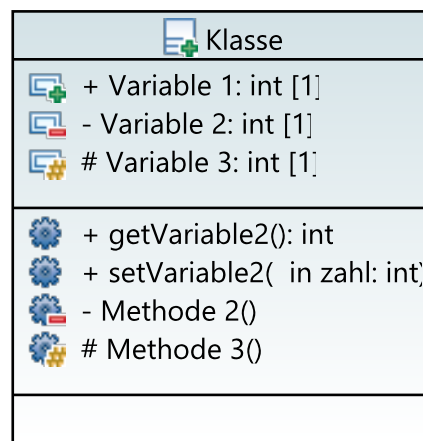 Klasse
+ Variable 1: int [1]
- Variable 2: int [1]
# Variable 3: int [1]
+ getVariable2(): int
+ setVariable2(  in zahl: int)
- Methode 2()
# Methode 3()